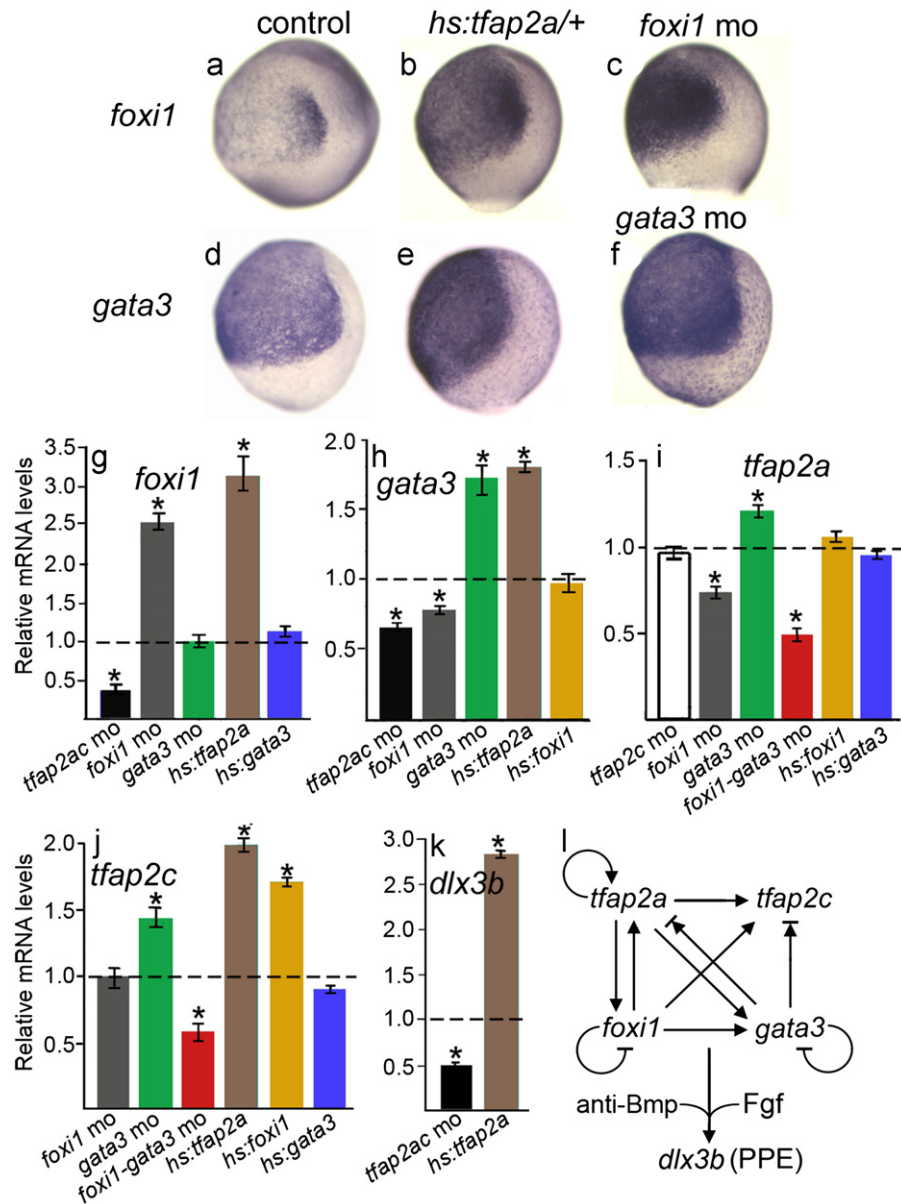 control
hs:tfap2a/+
foxi1 mo
a
b
c
foxi1
gata3 mo
d
e
f
gata3
g
foxi1
Relative mRNA levels
3.5
3.0
2.5
2.0
1.5
1.0
0.5
*
*
*
tfap2ac mo
foxi1 mo
gata3 mo
hs:tfap2a
hs:gata3
h
gata3
2.0
1.5
1.0
0.5
*
*
*
*
tfap2ac mo
foxi1 mo
gata3 mo
hs:tfap2a
hs:foxi1
i
tfap2a
1.5
1.0
0.5
*
*
*
tfap2c mo
foxi1 mo
gata3 mo
foxi1-gata3 mo
hs:foxi1
hs:gata3
j
tfap2c
Relative mRNA levels
2.0
1.5
1.0
0.5
*
*
*
*
foxi1 mo
gata3 mo
foxi1-gata3 mo
hs:tfap2a
hs:foxi1
hs:gata3
k
dlx3b
3.0
2.5
2.0
1.5
1.0
0.5
*
*
tfap2ac mo
hs:tfap2a
l
tfap2a
tfap2c
foxi1
gata3
anti-Bmp
Fgf
dlx3b (PPE)